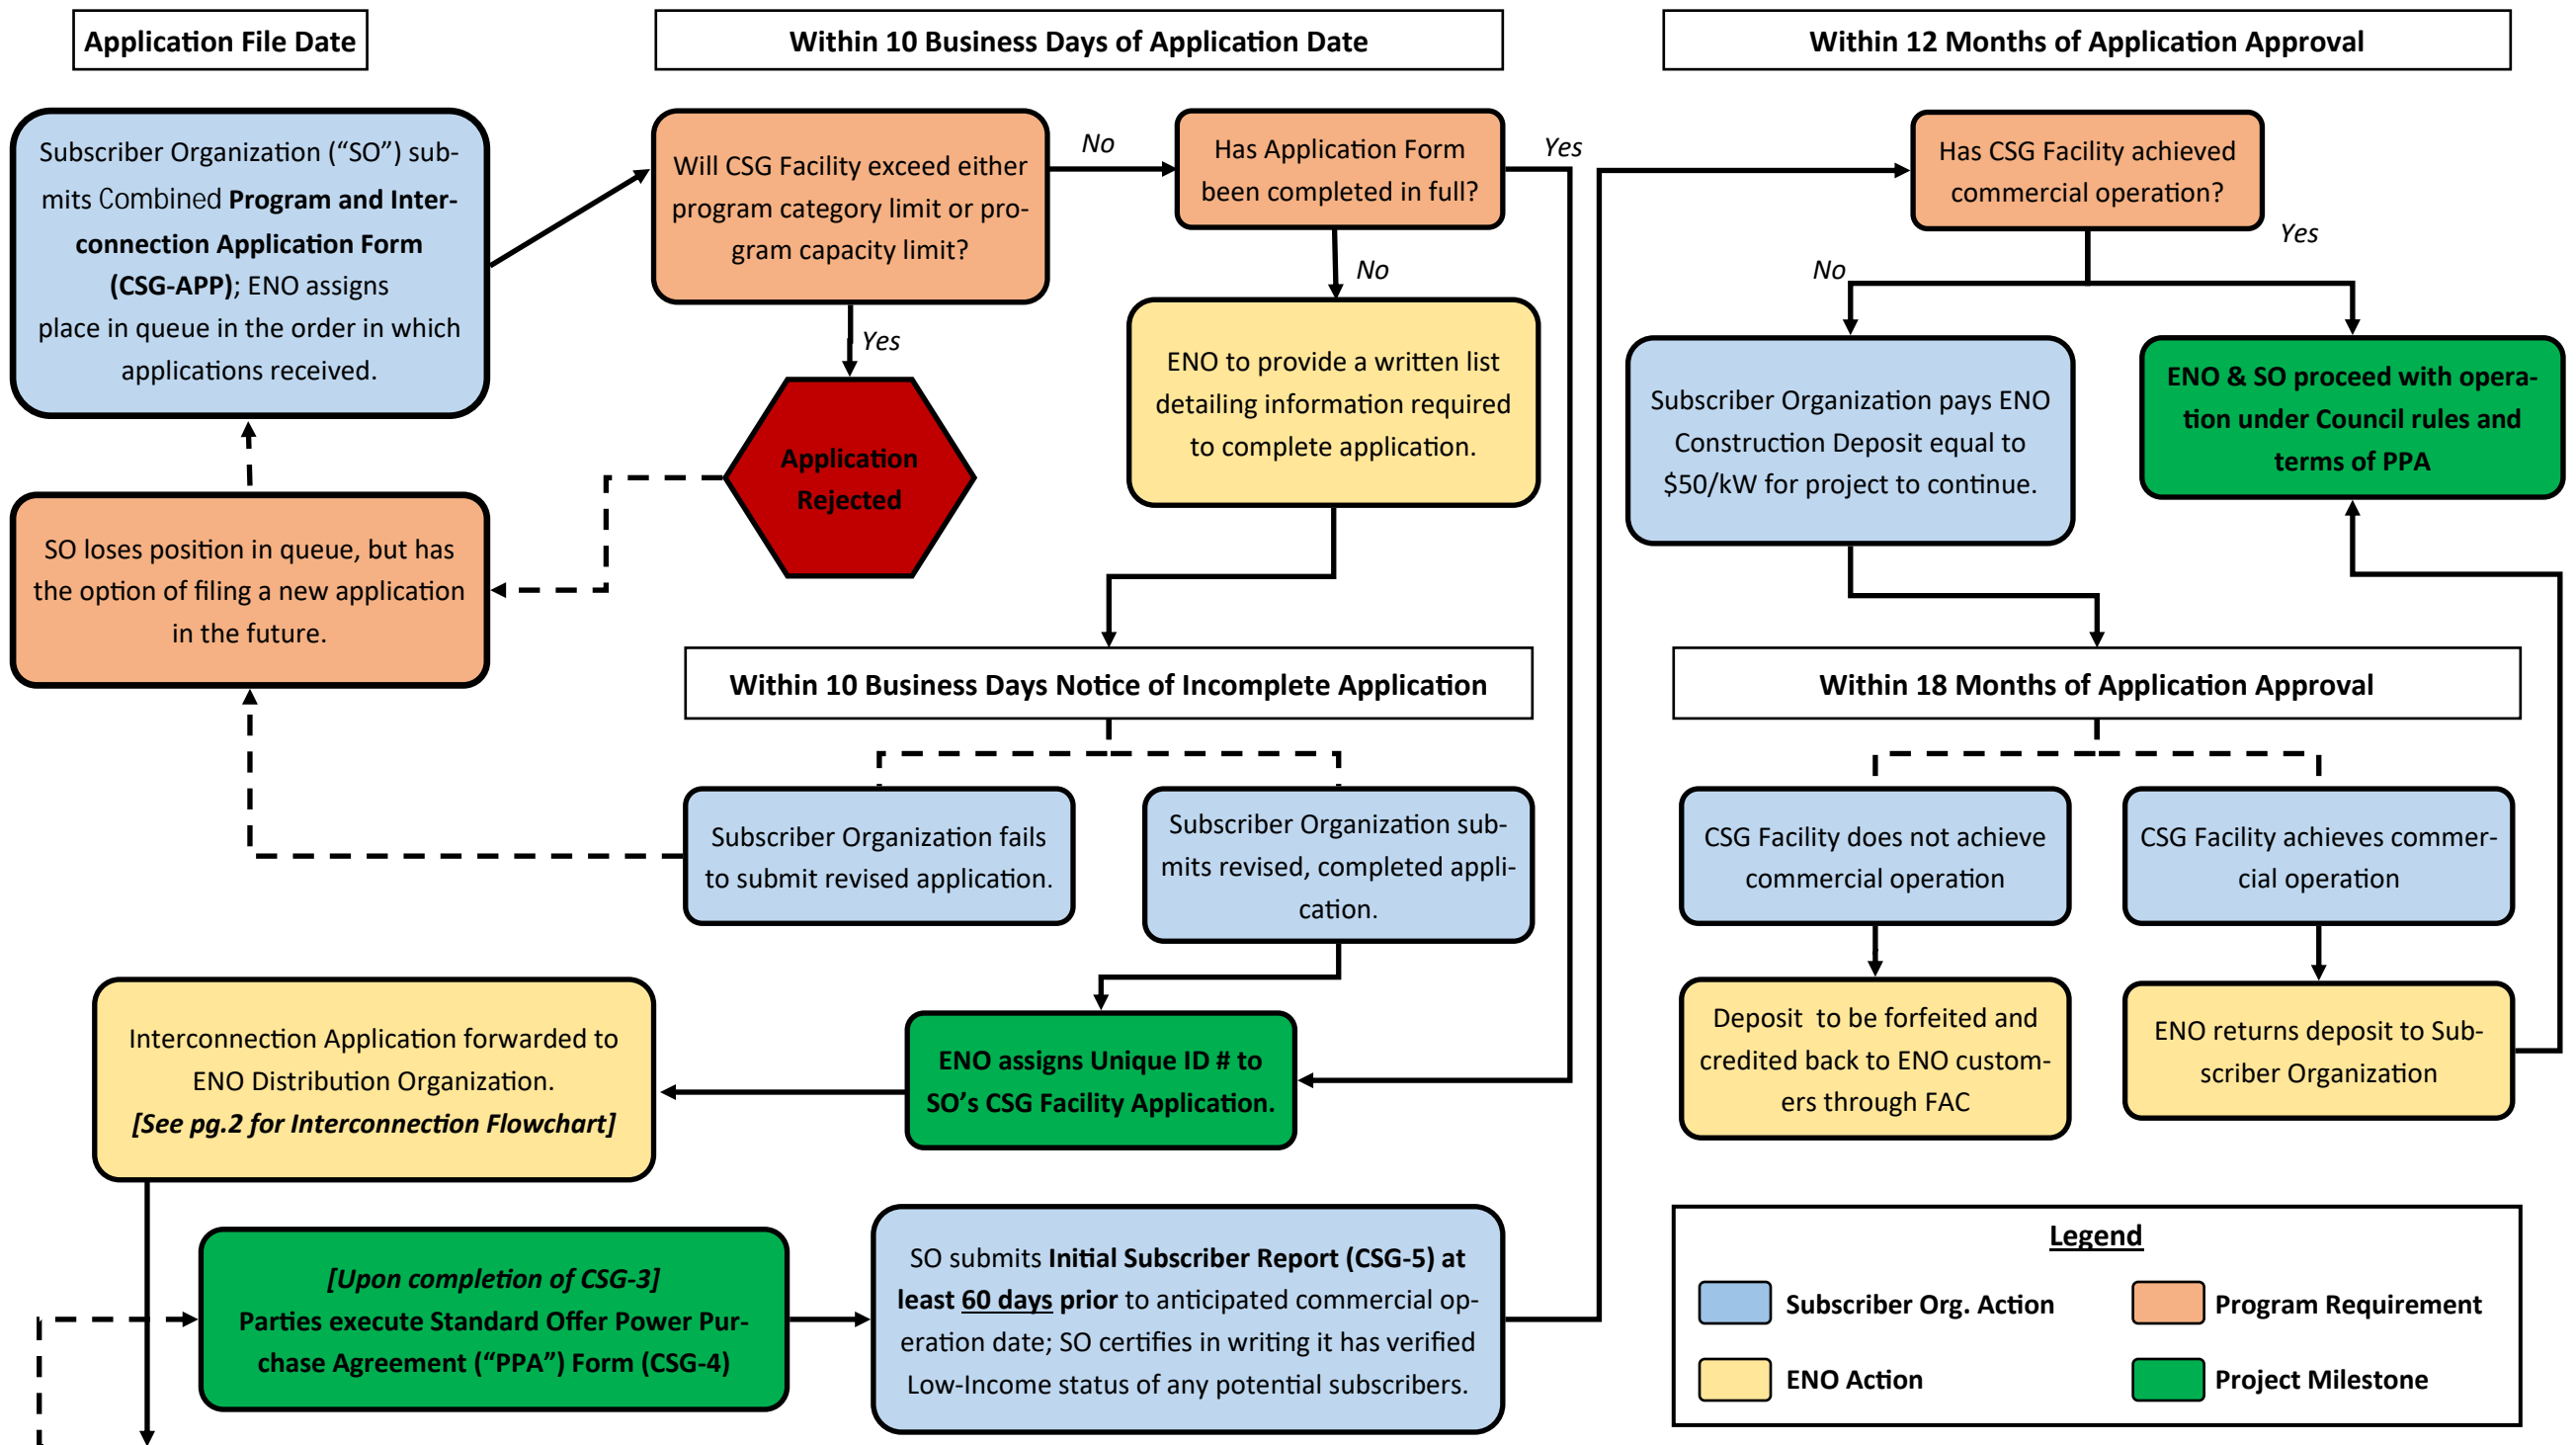 Application File Date
Within 10 Business Days of Application Date
Within 12 Months of Application Approval
Subscriber Organization (“SO”) sub-
mits Combined Program and Inter-
connection Application Form
(CSG-APP); ENO assigns
place in queue in the order in which
applications received.
Will CSG Facility exceed either
program category limit or pro-
gram capacity limit?
No
Has Application Form
been completed in full?
Yes
Has CSG Facility achieved
commercial operation?
Yes
No
No
Yes
ENO to provide a written list
detailing information required
to complete application.
Application
Rejected
Subscriber Organization pays ENO
Construction Deposit equal to
$50/kW for project to continue.
ENO & SO proceed with opera-
tion under Council rules and
terms of PPA
SO loses position in queue, but has
the option of filing a new application
in the future.
Within 10 Business Days Notice of Incomplete Application
Within 18 Months of Application Approval
Subscriber Organization fails
to submit revised application.
Subscriber Organization sub-
mits revised, completed appli-
cation.
CSG Facility does not achieve
commercial operation
CSG Facility achieves commer-
cial operation
Interconnection Application forwarded to
ENO Distribution Organization.
[See pg.2 for Interconnection Flowchart]
ENO assigns Unique ID # to
SO’s CSG Facility Application.
Deposit to be forfeited and
credited back to ENO custom-
ers through FAC
ENO returns deposit to Sub-
scriber Organization
[Upon completion of CSG-3]
Parties execute Standard Offer Power Pur-
chase Agreement (“PPA”) Form (CSG-4)
SO submits Initial Subscriber Report (CSG-5) at
least 60 days prior to anticipated commercial op-
eration date; SO certifies in writing it has verified
Low-Income status of any potential subscribers.
Legend
Subscriber Org. Action
Program Requirement
ENO Action
Project Milestone